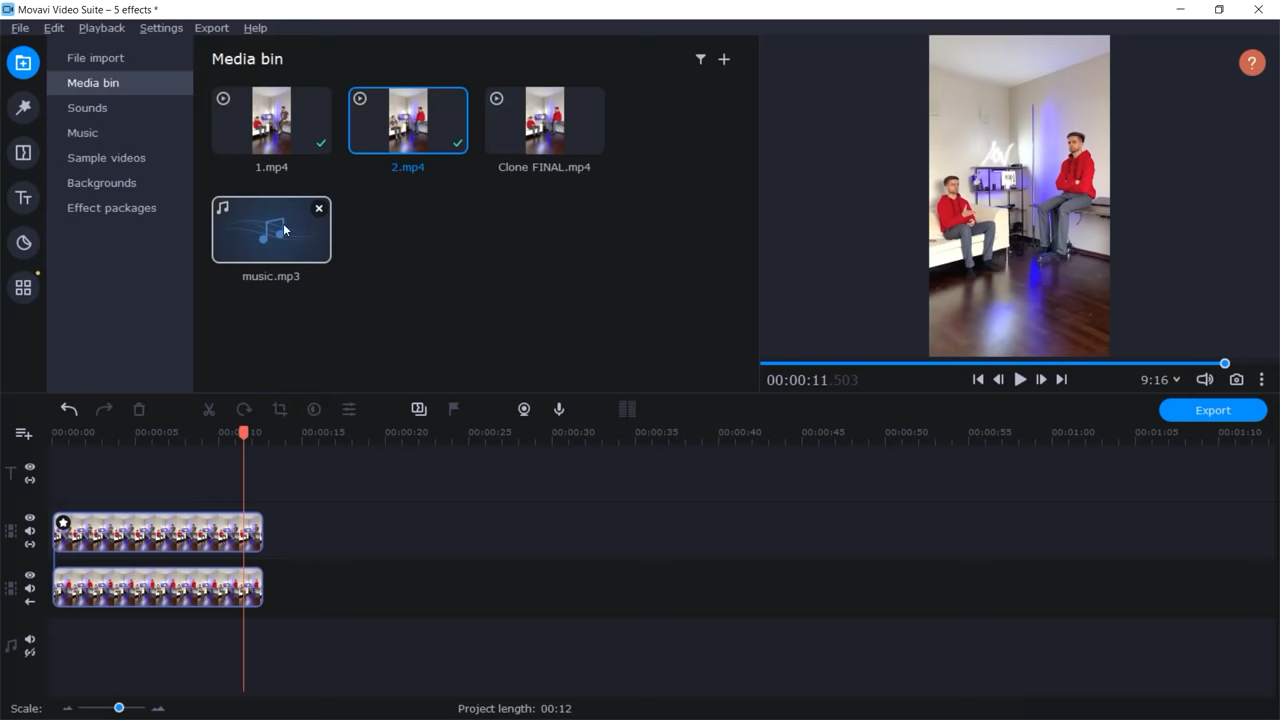 Movavi Video Suite – 5 effects *
File Edit Playback Settings Export Help
File import
Media bin
Sounds
Music
Sample videos
Backgrounds
Effect packages
Media bin
1.mp4
2.mp4
Clone FINAL.mp4
music.mp3
?
00:00:11.503
9:16
Export
00:00:00 00:00:05 00:00:10 00:00:15 00:00:20 00:00:25 00:00:30 00:00:35 00:00:40 00:00:45 00:00:50 00:00:55 00:01:00 00:01:05 00:01:10
Scale:
Project length: 00:12